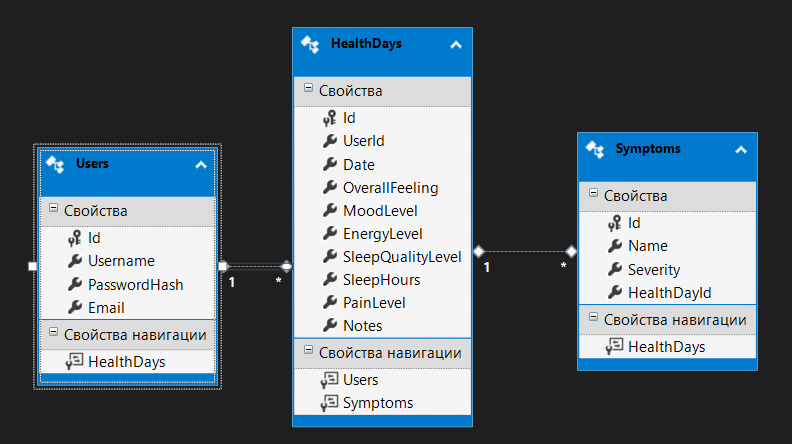 Users
Свойства
Id
Username
PasswordHash
Email
Свойства навигации
HealthDays
1
*
HealthDays
Свойства
Id
UserId
Date
OverallFeeling
MoodLevel
EnergyLevel
SleepQualityLevel
SleepHours
PainLevel
Notes
Свойства навигации
Users
Symptoms
1
*
Symptoms
Свойства
Id
Name
Severity
HealthDayId
Свойства навигации
HealthDays